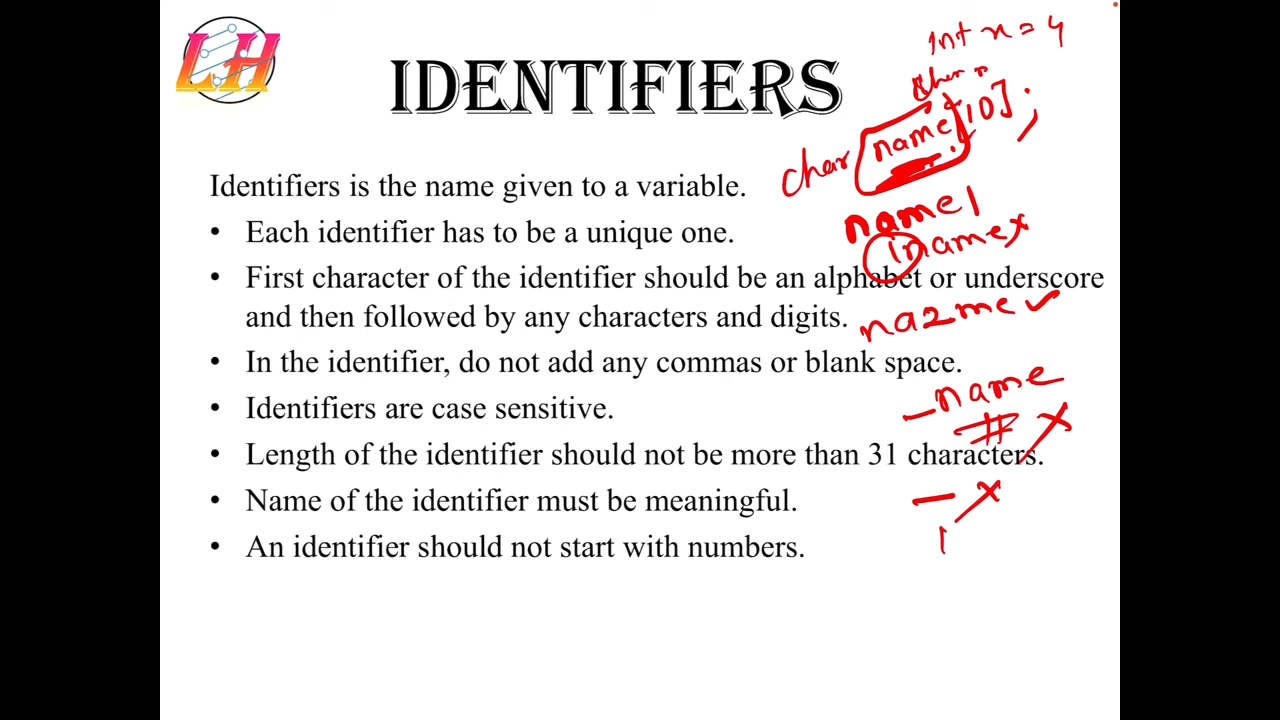 LH
int x = 4
IDENTIFIERS
char name[10];
Identifiers is the name given to a variable.
name1
• Each identifier has to be a unique one.
1name x
• First character of the identifier should be an alphabet or underscore
and then followed by any characters and digits.
na2me ✓
• In the identifier, do not add any commas or blank space.
_name
• Identifiers are case sensitive.
# x
• Length of the identifier should not be more than 31 characters.
• Name of the identifier must be meaningful.
– x
• An identifier should not start with numbers.